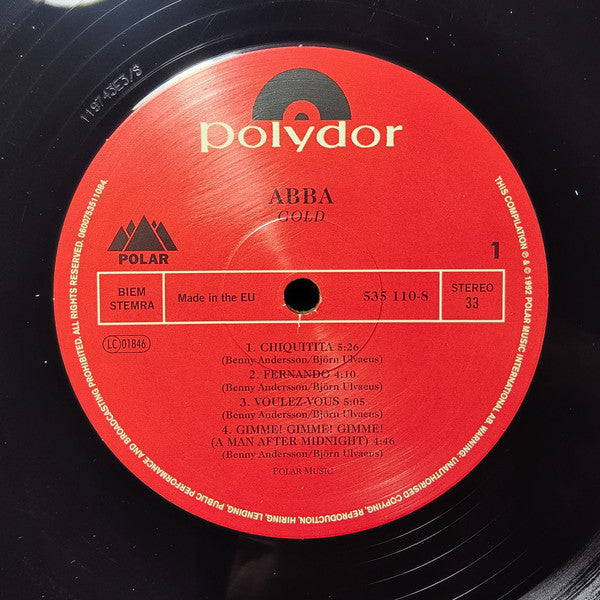 119743E3/S
polydor
ABBA
GOLD
POLAR
1
BIEM
STEMRA
Made in the EU
535 110-8
STEREO
33
LC 01846
1. CHIQUITITA 5:26
(Benny Andersson/Björn Ulvaeus)
2. FERNANDO 4:10
(Benny Andersson/Björn Ulvaeus)
3. VOULEZ-VOUS 5:05
(Benny Andersson/Björn Ulvaeus)
4. GIMME! GIMME! GIMME!
(A MAN AFTER MIDNIGHT) 4:46
(Benny Andersson/Björn Ulvaeus)
POLAR MUSIC
THIS COMPILATION ℗ & © 1992 POLAR MUSIC INTERNATIONAL AB. WARNING: UNAUTHORISED COPYING, REPRODUCTION, HIRING, LENDING, PUBLIC PERFORMANCE AND BROADCASTING PROHIBITED. ALL RIGHTS RESERVED. 0600753511084.